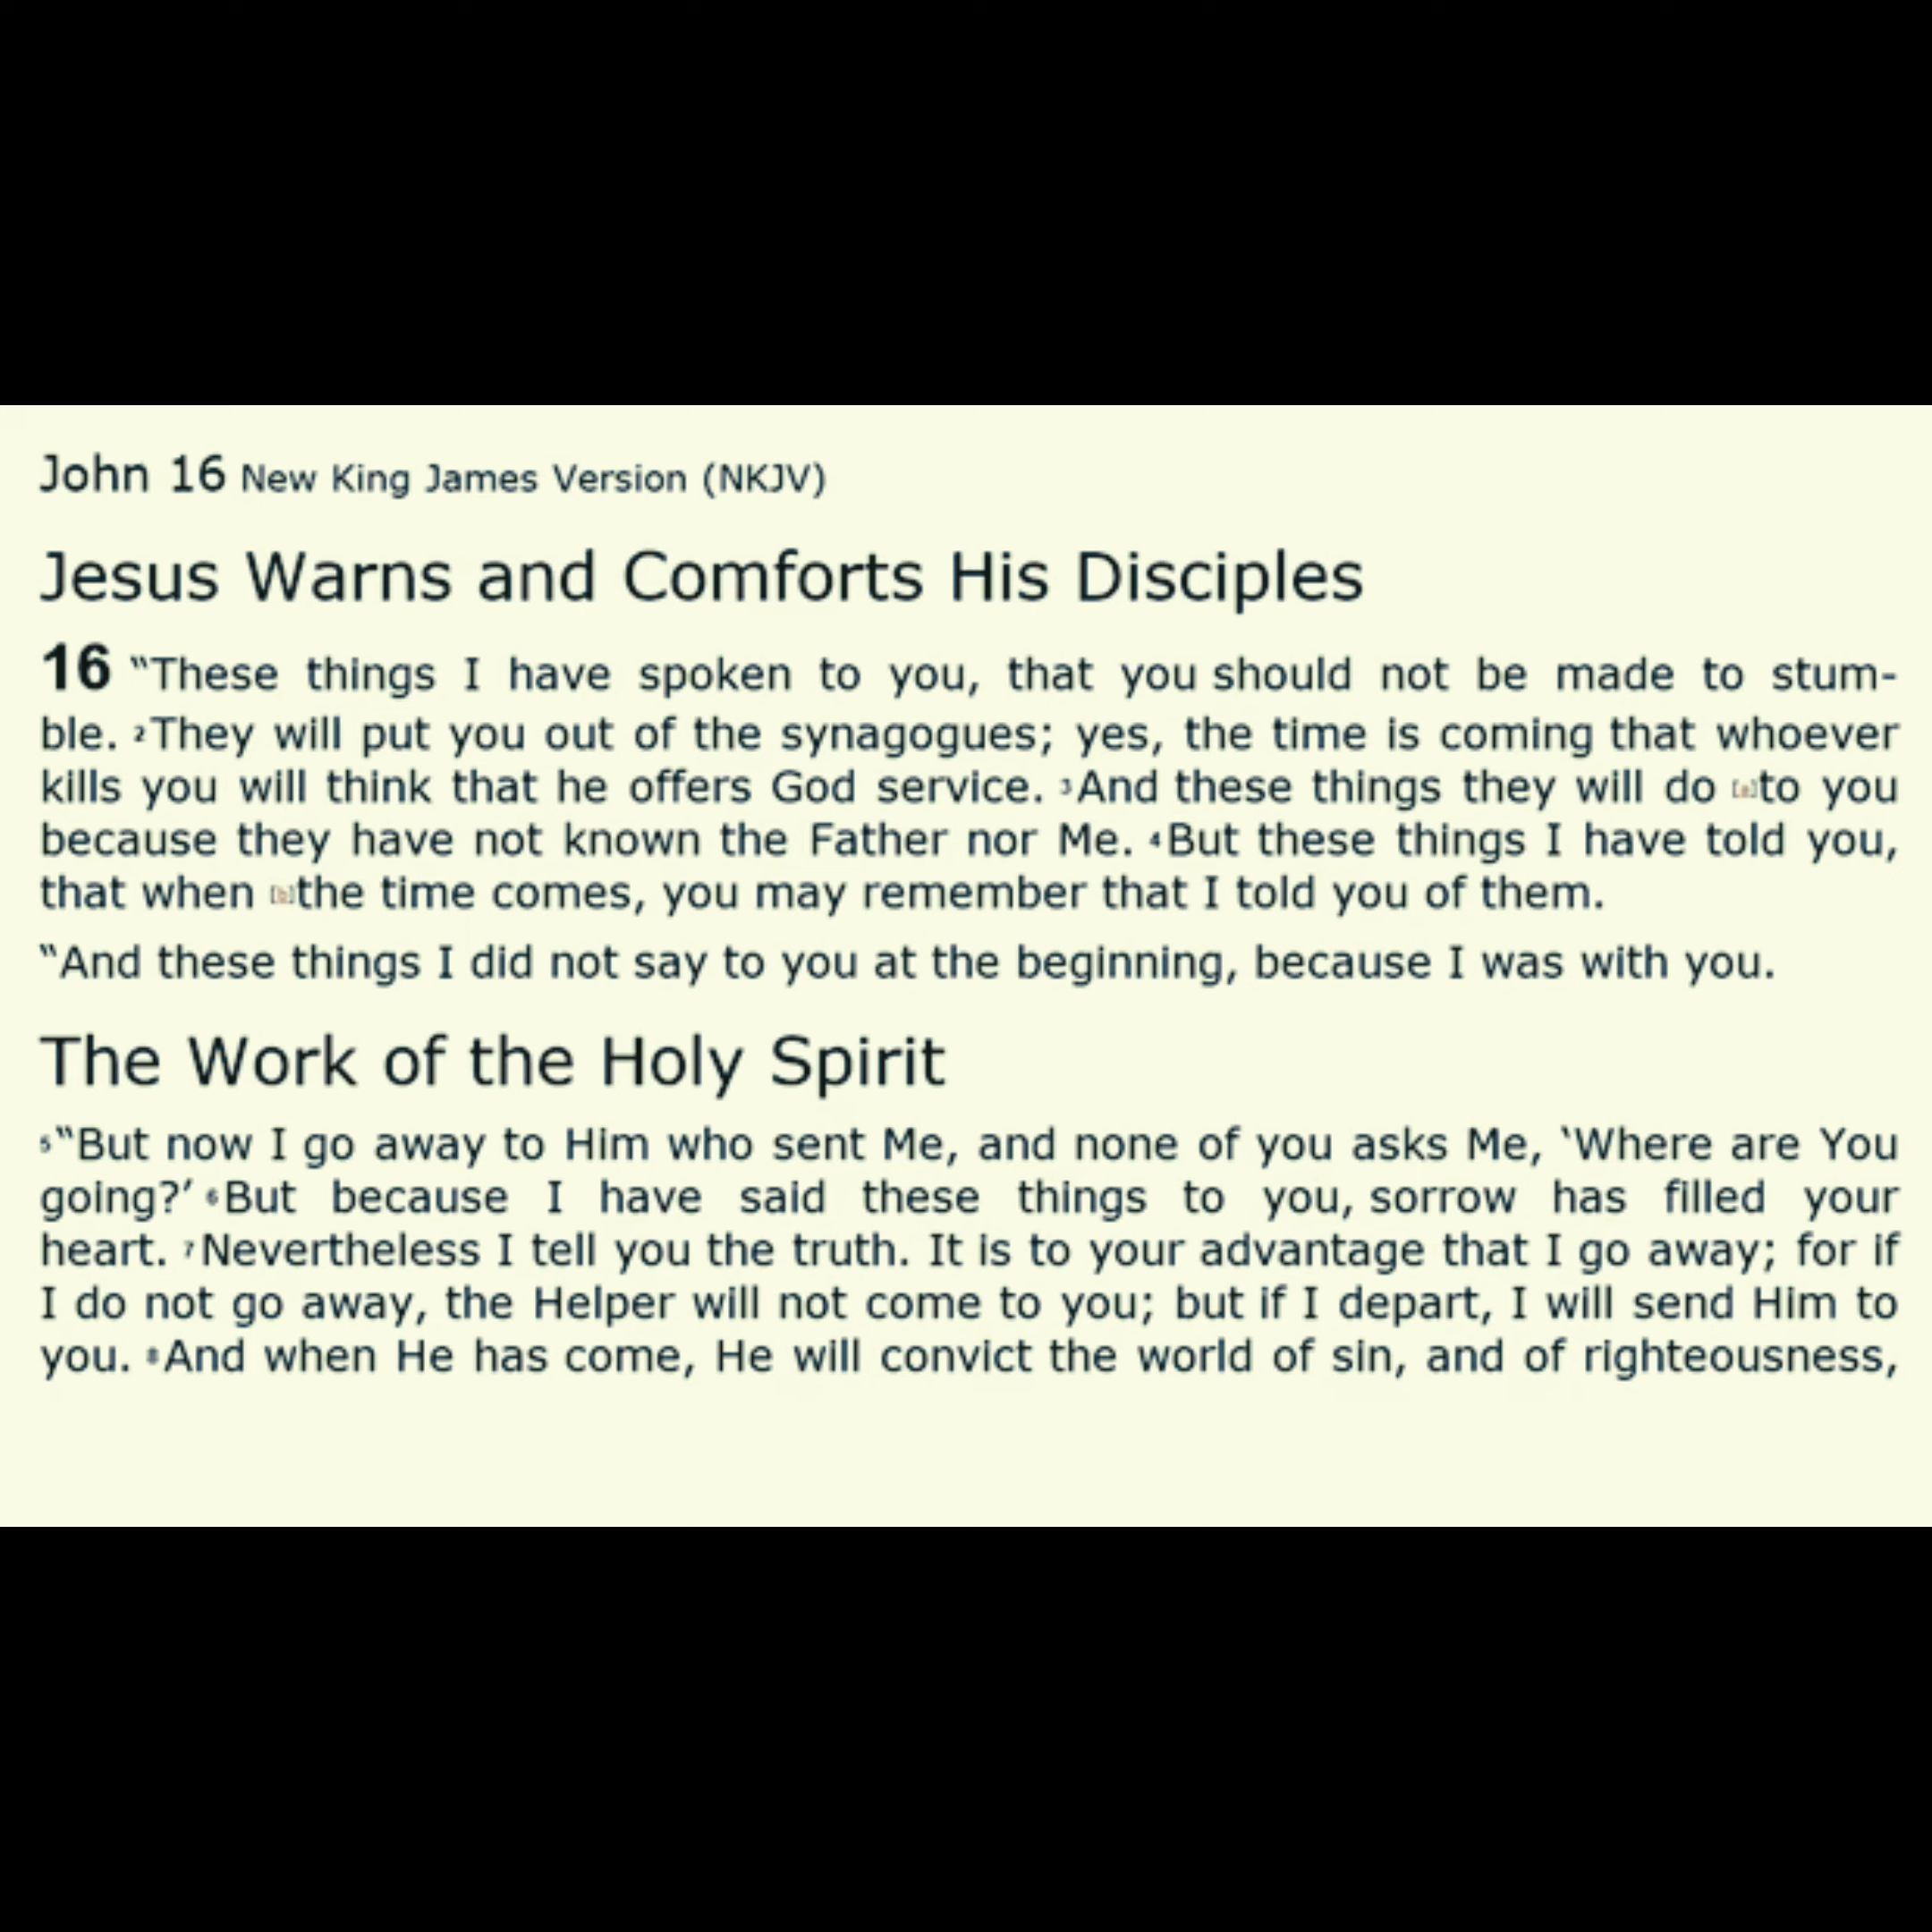 John 16 New King James Version (NKJV)
Jesus Warns and Comforts His Disciples
16 “These things I have spoken to you, that you should not be made to stum-
ble. 2 They will put you out of the synagogues; yes, the time is coming that whoever
kills you will think that he offers God service. 3 And these things they will do [a]to you
because they have not known the Father nor Me. 4 But these things I have told you,
that when [b]the time comes, you may remember that I told you of them.
“And these things I did not say to you at the beginning, because I was with you.
The Work of the Holy Spirit
5 “But now I go away to Him who sent Me, and none of you asks Me, ‘Where are You
going?’ 6 But because I have said these things to you, sorrow has filled your
heart. 7 Nevertheless I tell you the truth. It is to your advantage that I go away; for if
I do not go away, the Helper will not come to you; but if I depart, I will send Him to
you. 8 And when He has come, He will convict the world of sin, and of righteousness,